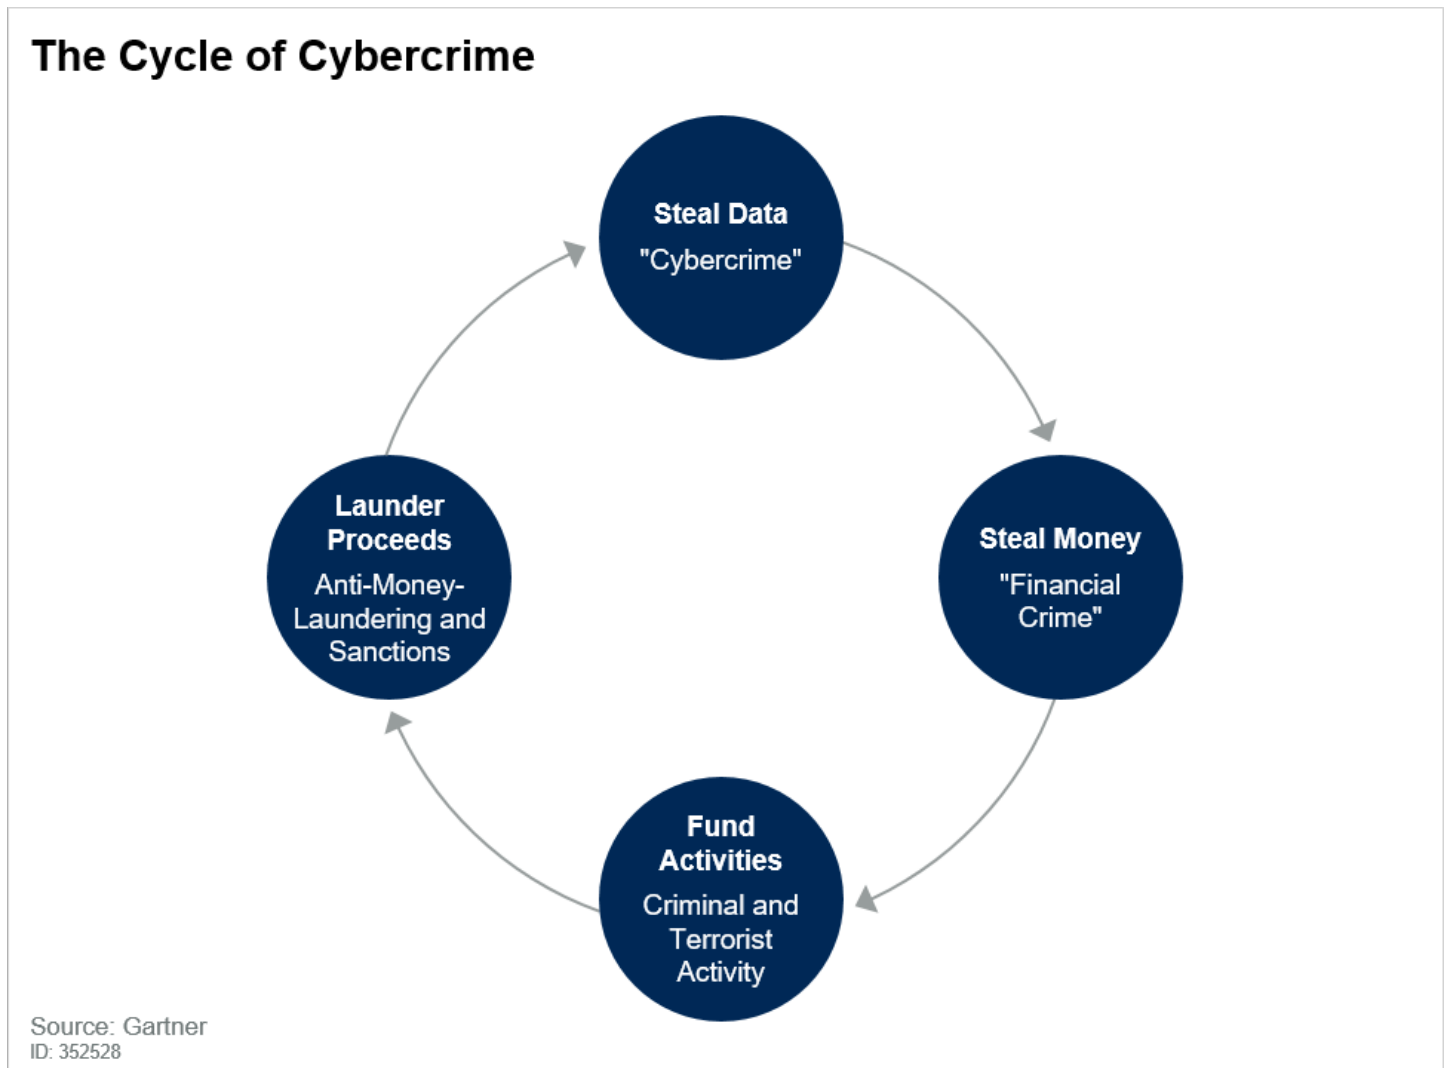 The Cycle of Cybercrime
Steal Data
"Cybercrime"
Steal Money
"Financial
Crime"
Fund
Activities
Criminal and
Terrorist
Activity
Launder
Proceeds
Anti-Money-
Laundering and
Sanctions
Source: Gartner
ID: 352528